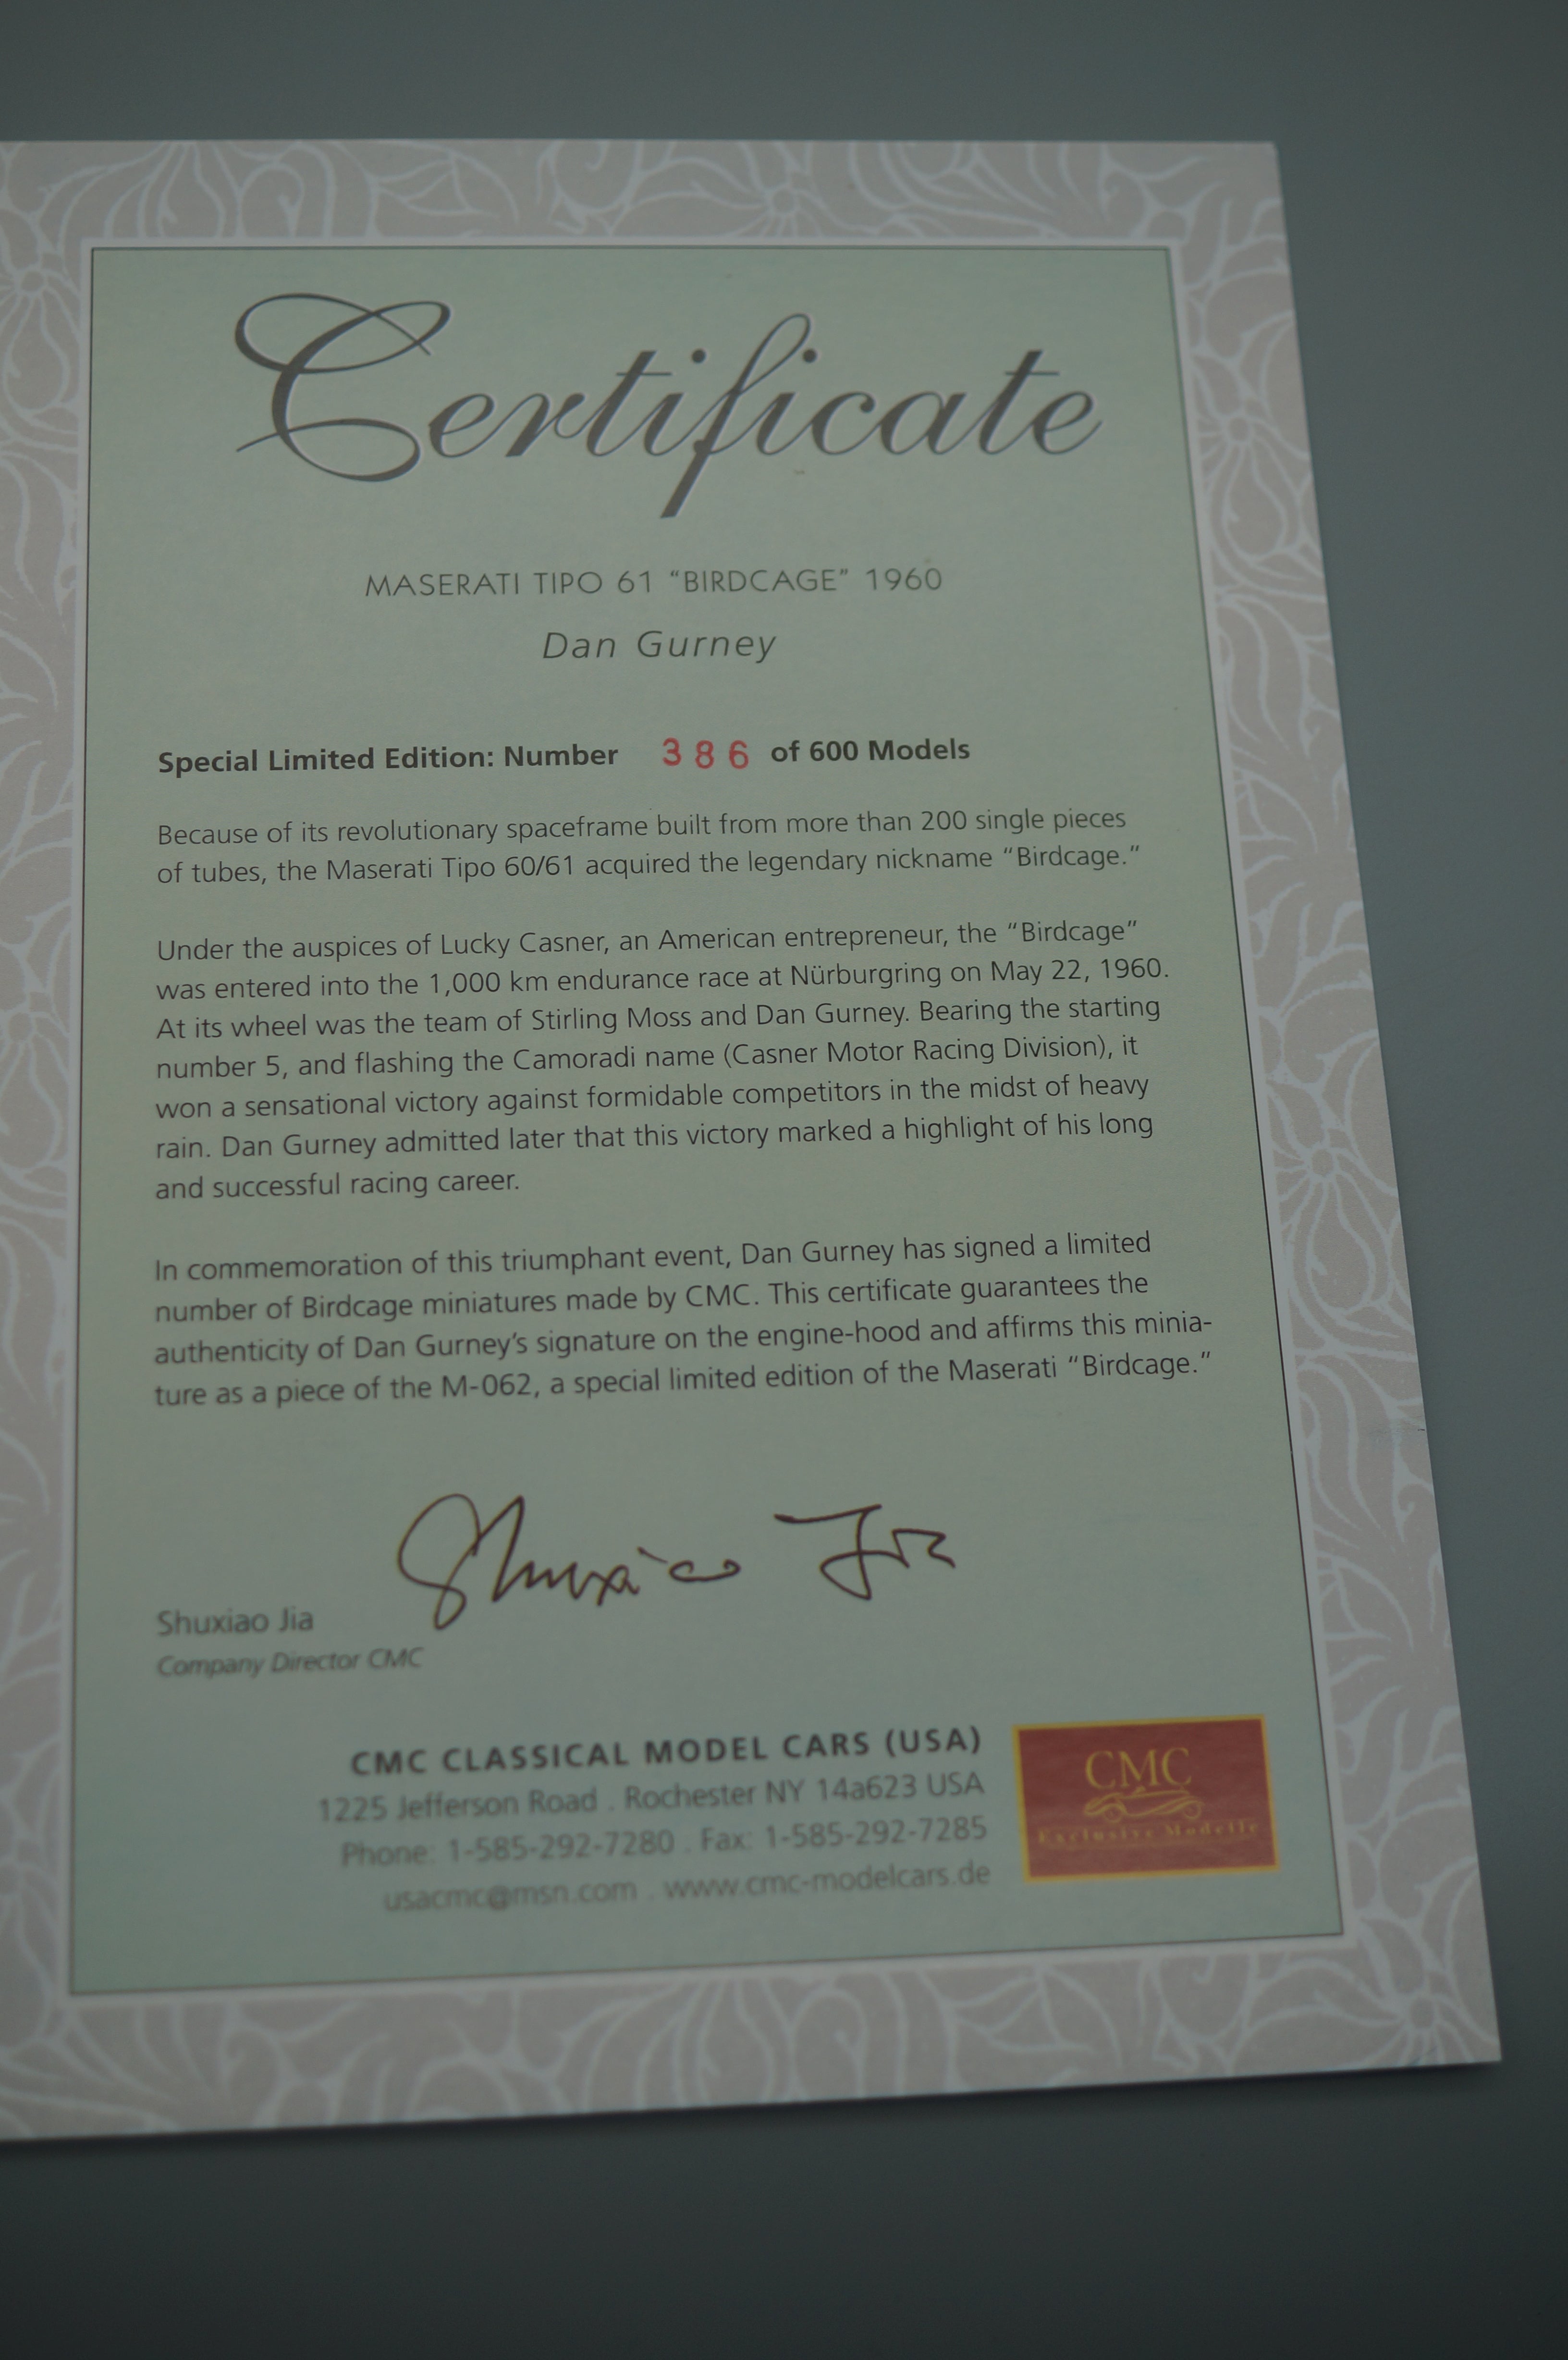 Certificate
MASERATI TIPO 61 “BIRDCAGE” 1960
Dan Gurney
Special Limited Edition: Number 386 of 600 Models
Because of its revolutionary spaceframe built from more than 200 single pieces
of tubes, the Maserati Tipo 60/61 acquired the legendary nickname “Birdcage.”
Under the auspices of Lucky Casner, an American entrepreneur, the “Birdcage”
was entered into the 1,000 km endurance race at Nürburgring on May 22, 1960.
At its wheel was the team of Stirling Moss and Dan Gurney. Bearing the starting
number 5, and flashing the Camoradi name (Casner Motor Racing Division), it
won a sensational victory against formidable competitors in the midst of heavy
rain. Dan Gurney admitted later that this victory marked a highlight of his long
and successful racing career.
In commemoration of this triumphant event, Dan Gurney has signed a limited
number of Birdcage miniatures made by CMC. This certificate guarantees the
authenticity of Dan Gurney’s signature on the engine-hood and affirms this minia-
ture as a piece of the M-062, a special limited edition of the Maserati “Birdcage.”
Shuxiao Jia
Shuxiao Jia
Company Director CMC
CMC CLASSICAL MODEL CARS (USA)
1225 Jefferson Road . Rochester NY 14a623 USA
Phone: 1-585-292-7280 . Fax: 1-585-292-7285
usacmc@msn.com . www.cmc-modelcars.de
CMC
Exclusive Modelle